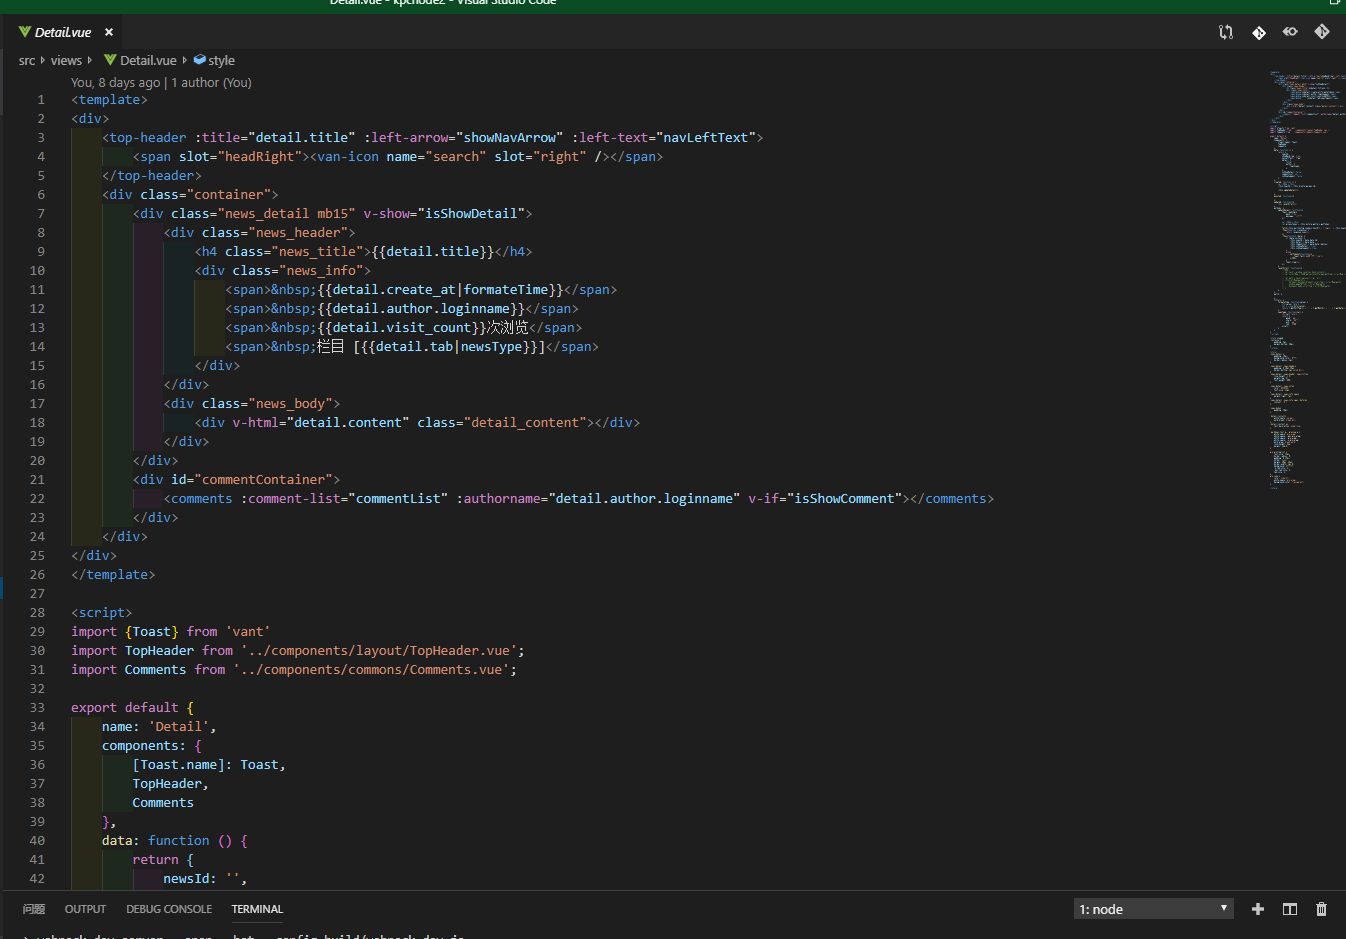 Detail.vue - kpcnode2 - Visual Studio Code
Detail.vue ×
src views Detail.vue style
You, 8 days ago | 1 author (You)
1 <template>
2 <div>
3 <top-header :title="detail.title" :left-arrow="showNavArrow" :left-text="navLeftText">
4 <span slot="headRight"><van-icon name="search" slot="right" /></span>
5 </top-header>
6 <div class="container">
7 <div class="news_detail mb15" v-show="isShowDetail">
8 <div class="news_header">
9 <h4 class="news_title">{{detail.title}}</h4>
10 <div class="news_info">
11 <span>&nbsp;{{detail.create_at|formateTime}}</span>
12 <span>&nbsp;{{detail.author.loginname}}</span>
13 <span>&nbsp;{{detail.visit_count}}次浏览</span>
14 <span>&nbsp;栏目 [{{detail.tab|newsType}}]</span>
15 </div>
16 </div>
17 <div class="news_body">
18 <div v-html="detail.content" class="detail_content"></div>
19 </div>
20 </div>
21 <div id="commentContainer">
22 <comments :comment-list="commentList" :authorname="detail.author.loginname" v-if="isShowComment"></comments>
23 </div>
24 </div>
25 </div>
26 </template>
27
28 <script>
29 import {Toast} from 'vant'
30 import TopHeader from '../components/layout/TopHeader.vue';
31 import Comments from '../components/commons/Comments.vue';
32
33 export default {
34 name: 'Detail',
35 components: {
36 [Toast.name]: Toast,
37 TopHeader,
38 Comments
39 },
40 data: function () {
41 return {
42 newsId: '',
问题 OUTPUT DEBUG CONSOLE TERMINAL 1: node